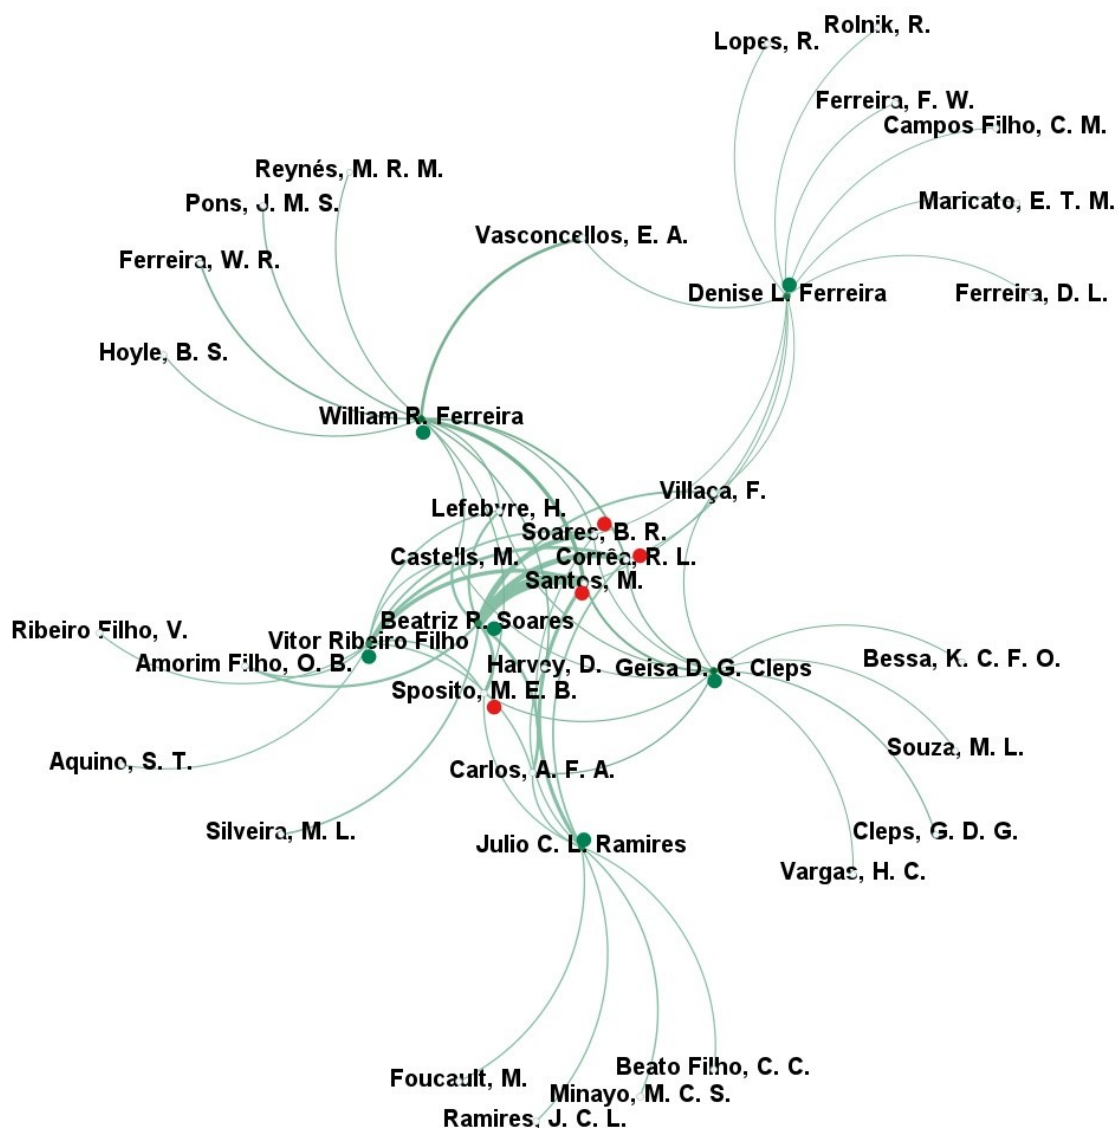 Rolnik, R.
Lopes, R.
Ferreira, F. W.
Campos Filho, C. M.
Reynés, M. R. M.
Pons, J. M. S.
Maricato, E. T. M.
Vasconcellos, E. A.
Ferreira, W. R.
Denise L. Ferreira
Ferreira, D. L.
Hoyle, B. S.
William R. Ferreira
Villaça, F.
Lefebvre, H.
Soares, B. R.
Castells, M.
Corrêa, R. L.
Santos, M.
Beatriz R. Soares
Ribeiro Filho, V.
Vitor Ribeiro Filho
Amorim Filho, O. B.
Harvey, D.
Geisa D. G. Cleps
Bessa, K. C. F. O.
Sposito, M. E. B.
Souza, M. L.
Aquino, S. T.
Carlos, A. F. A.
Silveira, M. L.
Cleps, G. D. G.
Julio C. L. Ramires
Vargas, H. C.
Beato Filho, C. C.
Foucault, M.
Minayo, M. C. S.
Ramires, J. C. L.